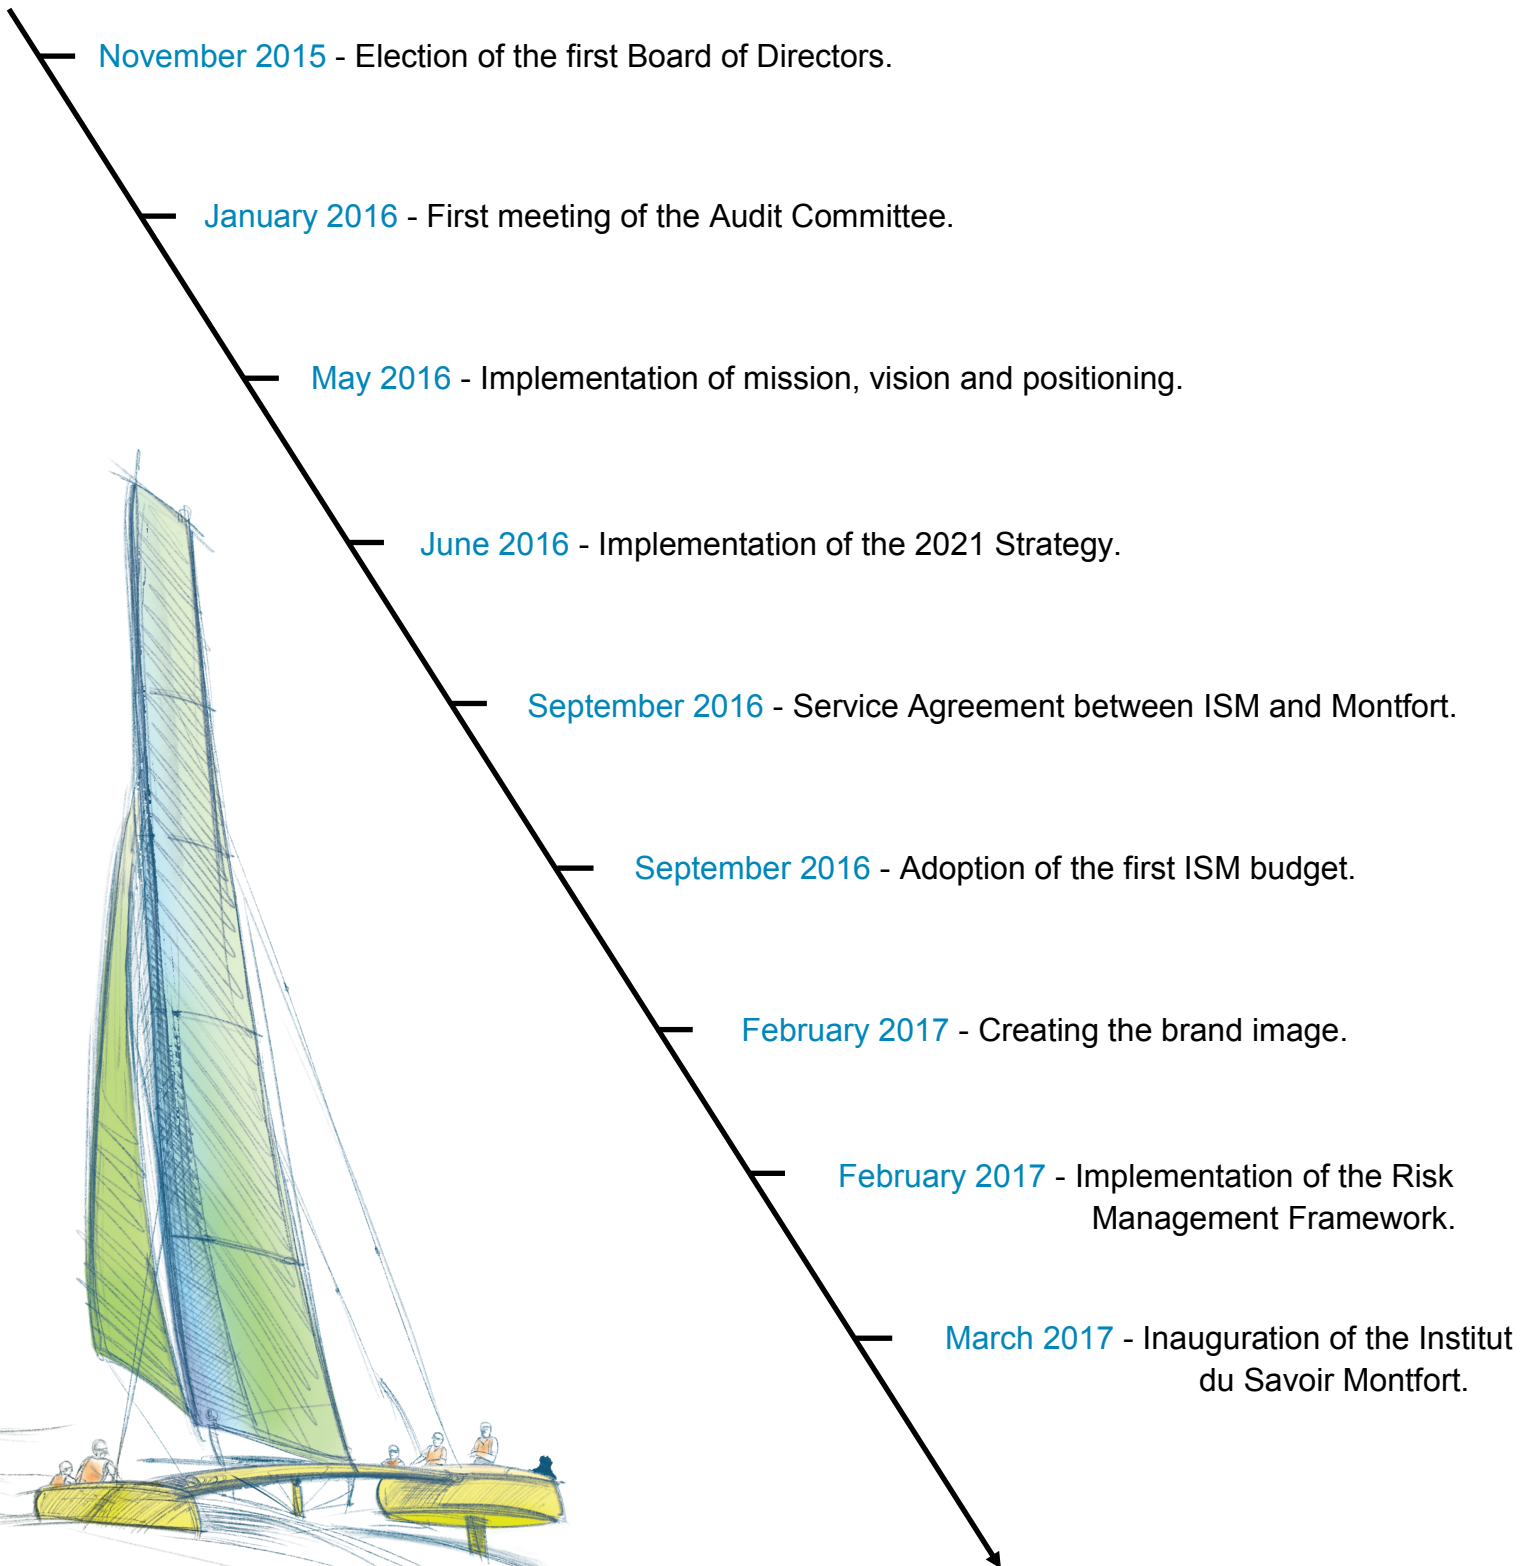 November 2015 - Election of the first Board of Directors.
January 2016 - First meeting of the Audit Committee.
May 2016 - Implementation of mission, vision and positioning.
June 2016 - Implementation of the 2021 Strategy.
September 2016 - Service Agreement between ISM and Montfort.
September 2016 - Adoption of the first ISM budget.
February 2017 - Creating the brand image.
February 2017 - Implementation of the Risk
Management Framework.
March 2017 - Inauguration of the Institut
du Savoir Montfort.